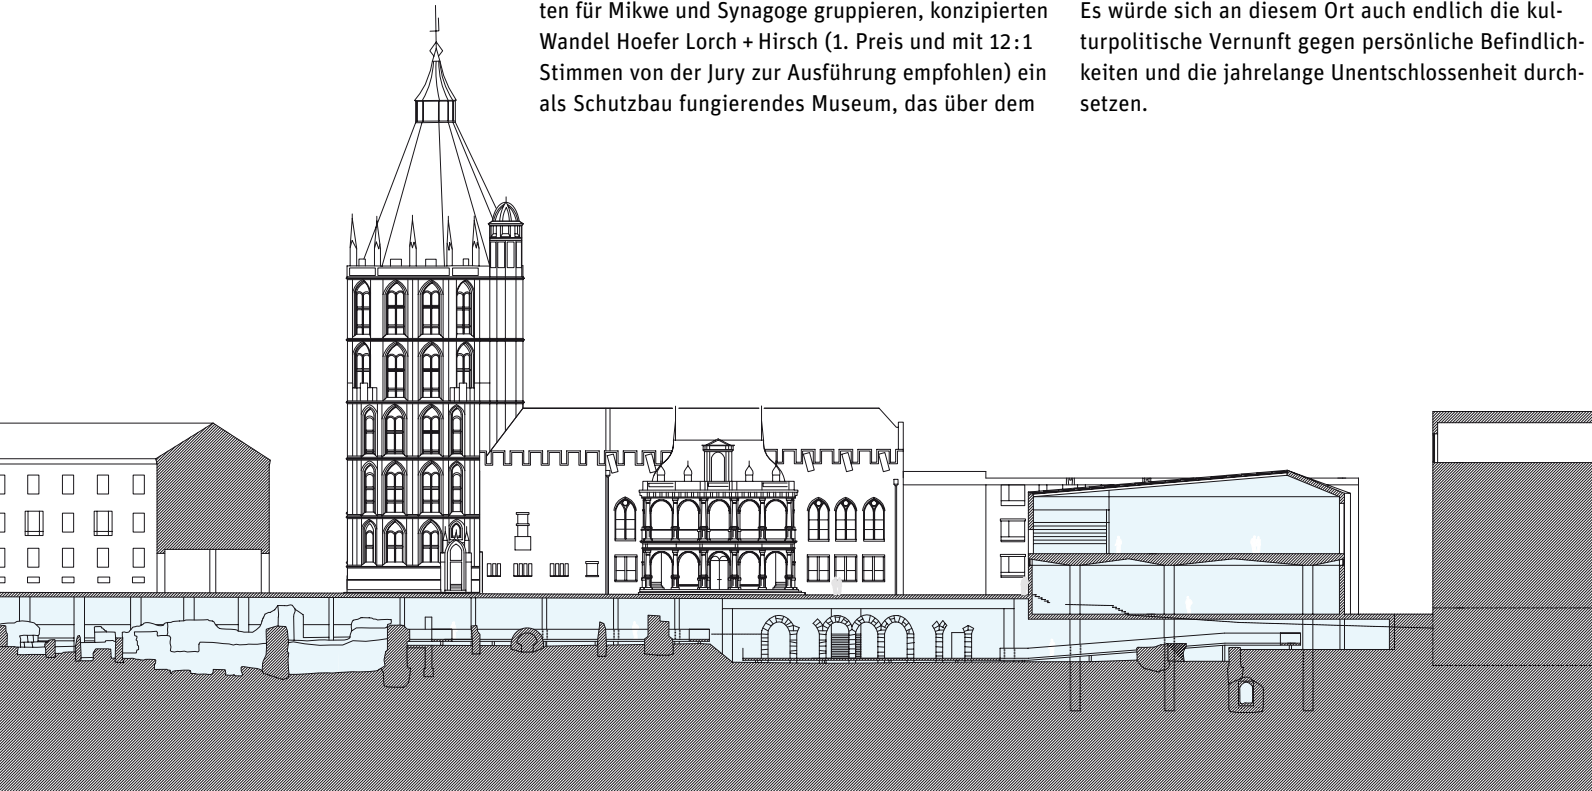 ten für Mikwe und Synagoge gruppieren, konzipierten
Wandel Hoefer Lorch + Hirsch (1. Preis und mit 12:1
Stimmen von der Jury zur Ausführung empfohlen) ein
als Schutzbau fungierendes Museum, das über dem
Es würde sich an diesem Ort auch endlich die kul-
turpolitische Vernunft gegen persönliche Befindlich-
keiten und die jahrelange Unentschlossenheit durch-
setzen.